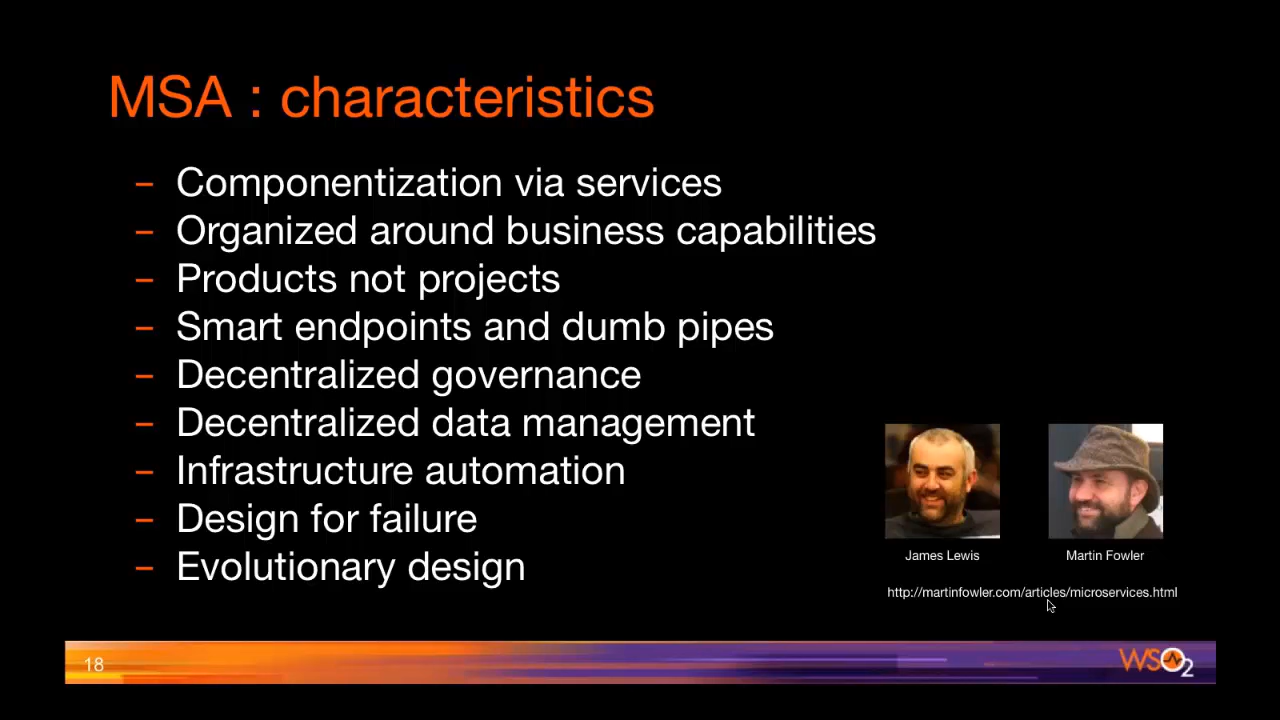 MSA : characteristics
– Componentization via services
– Organized around business capabilities
– Products not projects
– Smart endpoints and dumb pipes
– Decentralized governance
– Decentralized data management
– Infrastructure automation
– Design for failure
– Evolutionary design
James Lewis
Martin Fowler
http://martinfowler.com/articles/microservices.html
18
WSO2